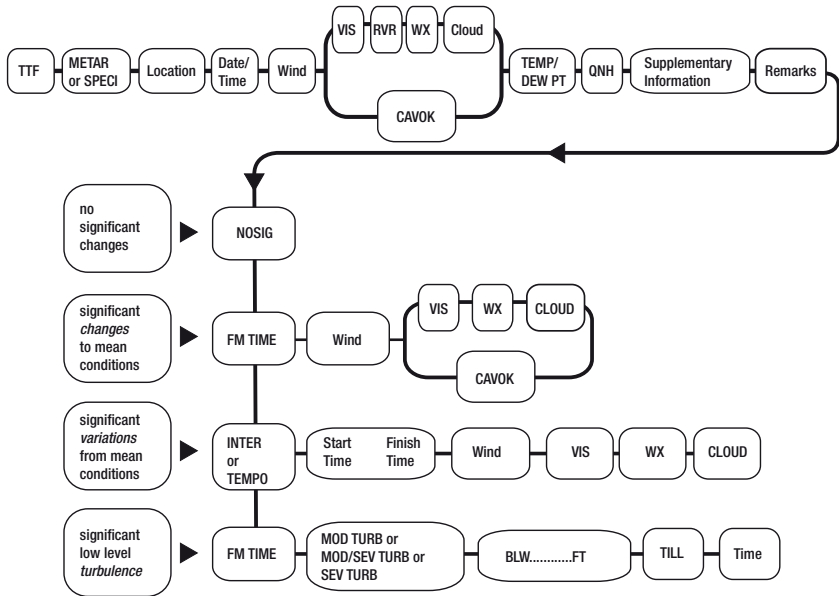 VIS RVR WX Cloud
TTF METAR or SPECI Location Date/ Time Wind TEMP/ DEW PT QNH Supplementary Information Remarks
CAVOK
no
significant
changes
NOSIG
significant
changes
to mean
conditions
FM TIME Wind
VIS WX CLOUD
CAVOK
significant
variations
from mean
conditions
INTER
or
TEMPO
Start Finish
Time Time
Wind VIS WX CLOUD
significant
low level
turbulence
FM TIME
MOD TURB or
MOD/SEV TURB or
SEV TURB
BLW............FT TILL Time